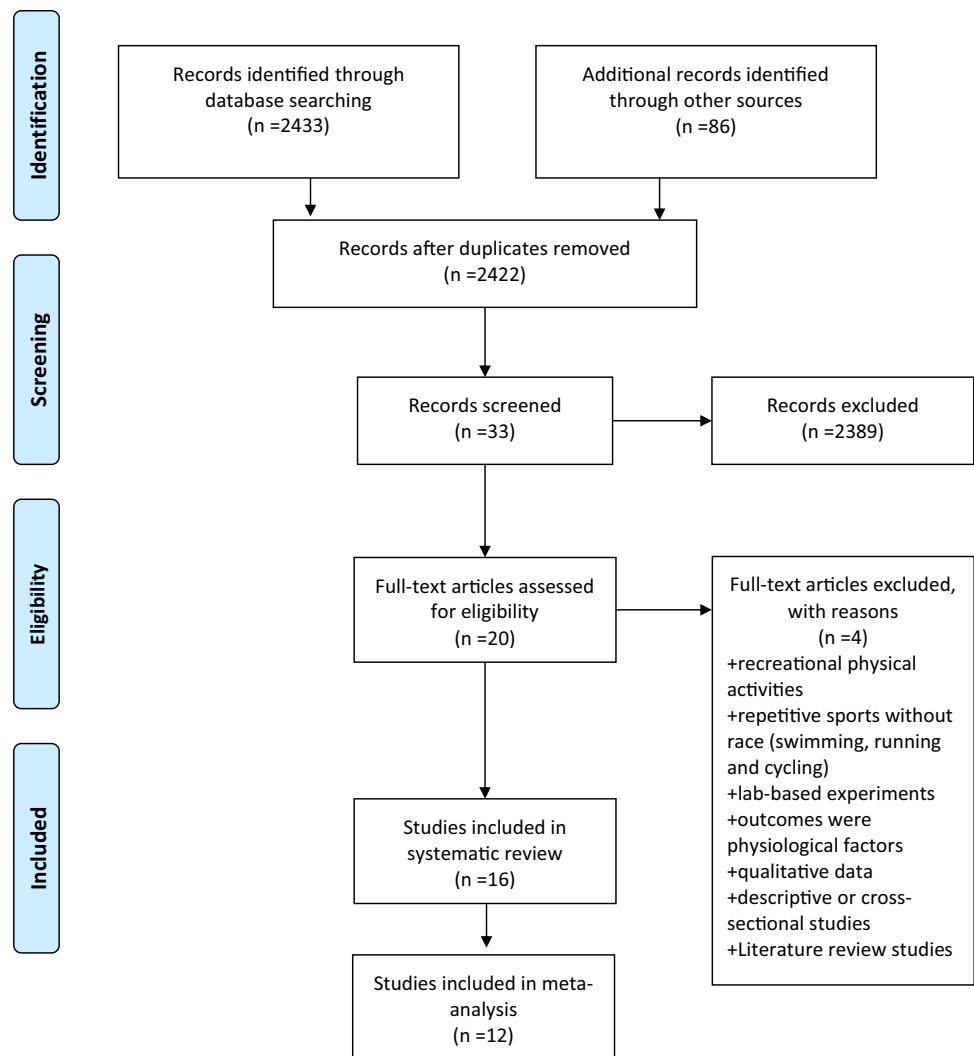 Identification
Records identified through
database searching
(n =2433)
Additional records identified
through other sources
(n =86)
Records after duplicates removed
(n =2422)
Screening
Records screened
(n =33)
Records excluded
(n =2389)
Eligibility
Full-text articles assessed
for eligibility
(n =20)
Full-text articles excluded,
with reasons
(n =4)
+recreational physical
activities
+repetitive sports without
race (swimming, running
and cycling)
+lab-based experiments
+outcomes were
physiological factors
+qualitative data
+descriptive or cross-
sectional studies
+Literature review studies
Included
Studies included in
systematic review
(n =16)
Studies included in meta-
analysis
(n =12)